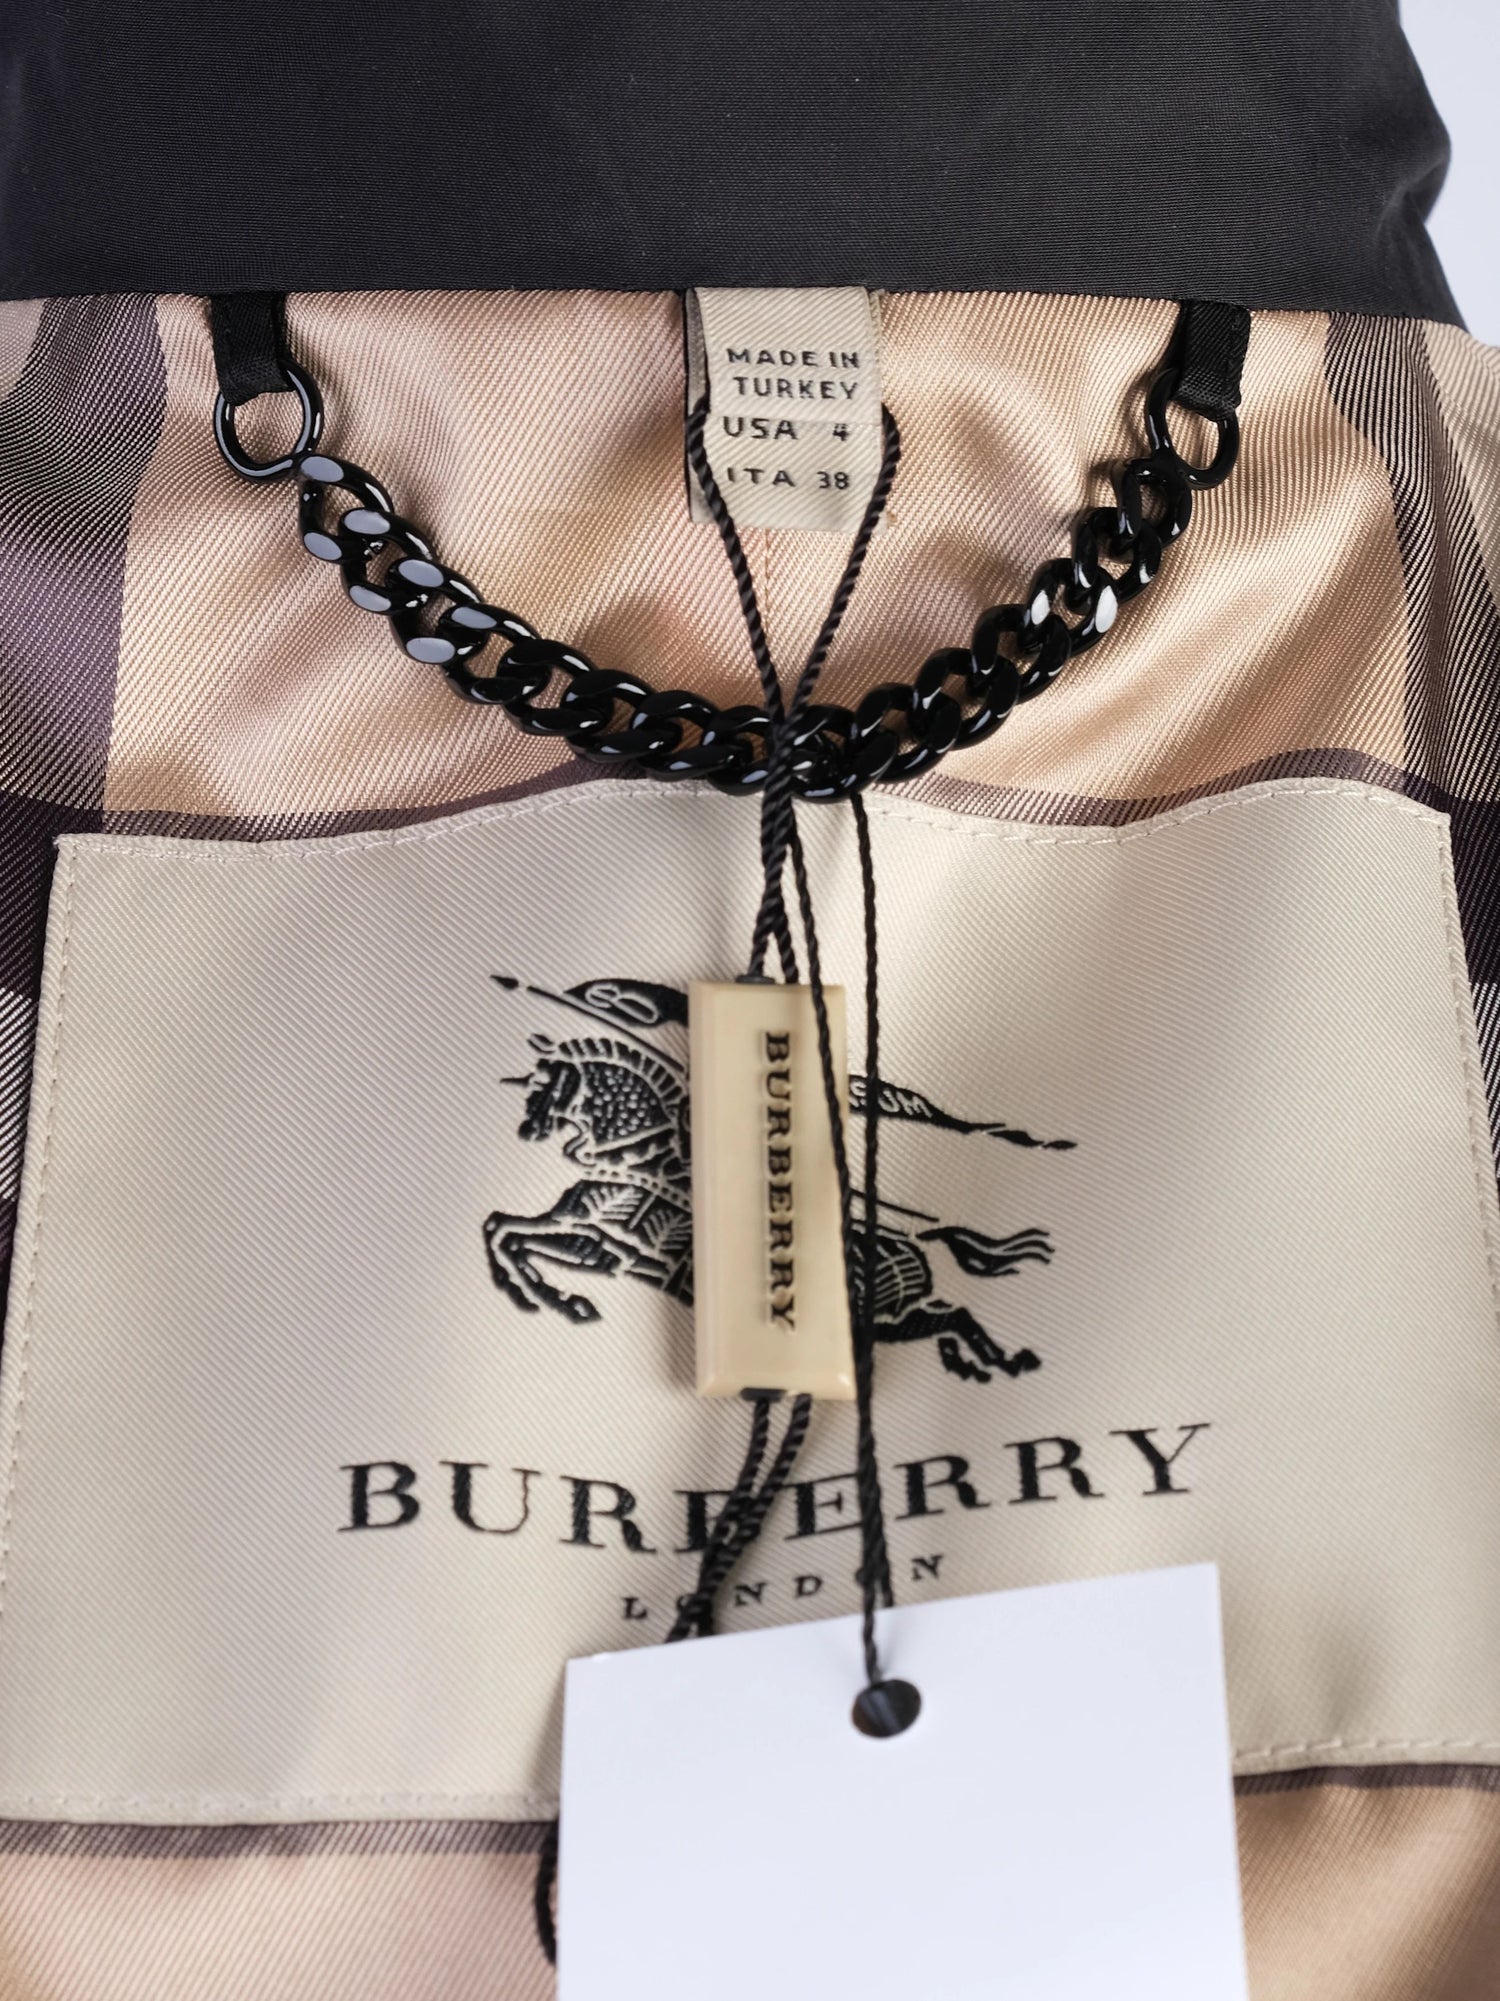 MADE IN
TURKEY
USA 4
ITA 38
BURBERRY
BURBERRY
LONDON